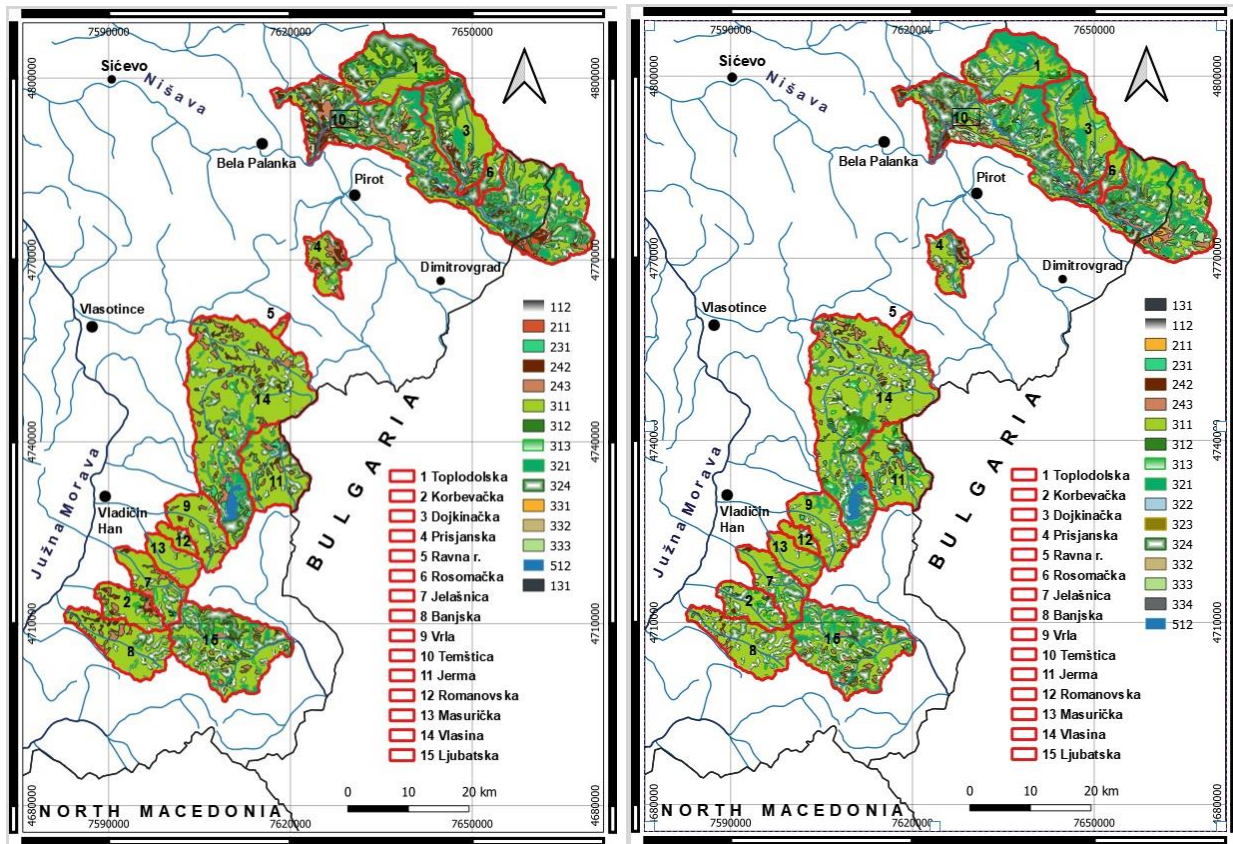 7590000
7620000
7650000
4800000
Sićevo
Nišava
1
10
3
Bela Palanka
6
Pirot
4
4770000
Dimitrovgrad
5
Vlasotince
112
211
231
242
243
311
312
313
321
324
331
332
333
512
131
14
BULGARIA
4740000
11
Južna Morava
9
Vladičin
Han
12
13
7
2
4710000
15
8
1 Toplodolska
2 Korbevačka
3 Dojkinačka
4 Prisjanska
5 Ravna r.
6 Rosomačka
7 Jelašnica
8 Banjska
9 Vrla
10 Temštica
11 Jerma
12 Romanovska
13 Masurička
14 Vlasina
15 Ljubatska
0 10 20 km
NORTH MACEDONIA
4680000
7590000
7620000
7650000
7590000
7620000
7650000
4800000
Sićevo
Nišava
1
10
3
Bela Palanka
6
Pirot
4
4770000
Dimitrovgrad
5
Vlasotince
131
112
211
231
242
243
311
312
313
321
322
323
324
332
333
334
512
14
BULGARIA
4740000
11
Južna Morava
9
Vladičin
Han
12
13
7
2
4710000
15
8
1 Toplodolska
2 Korbevačka
3 Dojkinačka
4 Prisjanska
5 Ravna r.
6 Rosomačka
7 Jelašnica
8 Banjska
9 Vrla
10 Temštica
11 Jerma
12 Romanovska
13 Masurička
14 Vlasina
15 Ljubatska
0 10 20 km
NORTH MACEDONIA
4680000
7590000
7620000
7650000